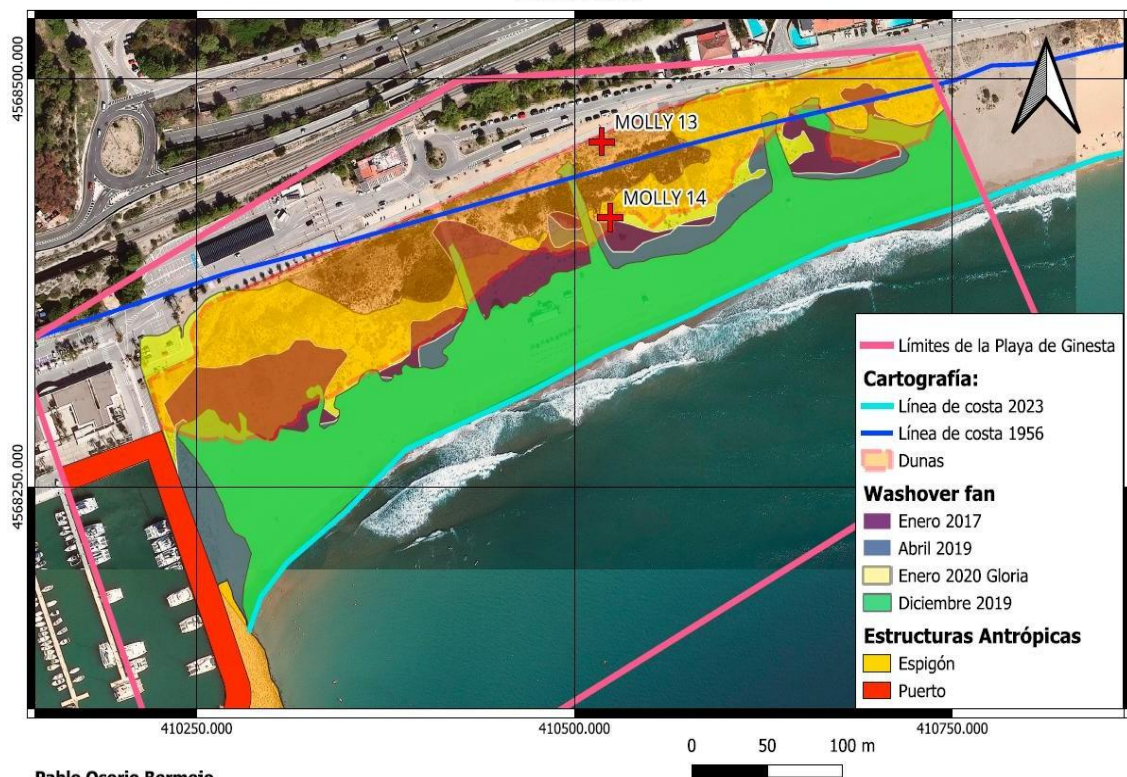 4568500.000
4568250.000
MOLLY 13
MOLLY 14
Límites de la Playa de Ginesta
Cartografía:
Línea de costa 2023
Línea de costa 1956
Dunas
Washover fan
Enero 2017
Abril 2019
Enero 2020 Gloria
Diciembre 2019
Estructuras Antrópicas
Espigón
Puerto
410250.000
410500.000
410750.000
0 50 100 m
Pablo Osorio Bermejo